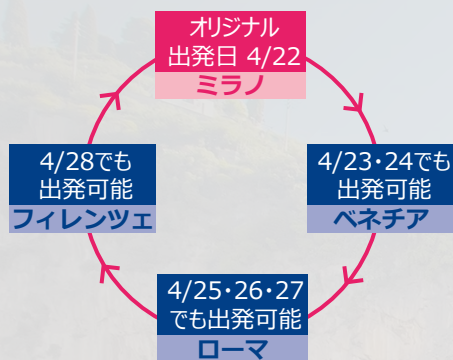 オリジナル
出発日 4/22
ミラノ
4/28でも
出発可能
フィレンツェ
4/23・24でも
出発可能
ベネチア
4/25・26・27
でも出発可能
ローマ